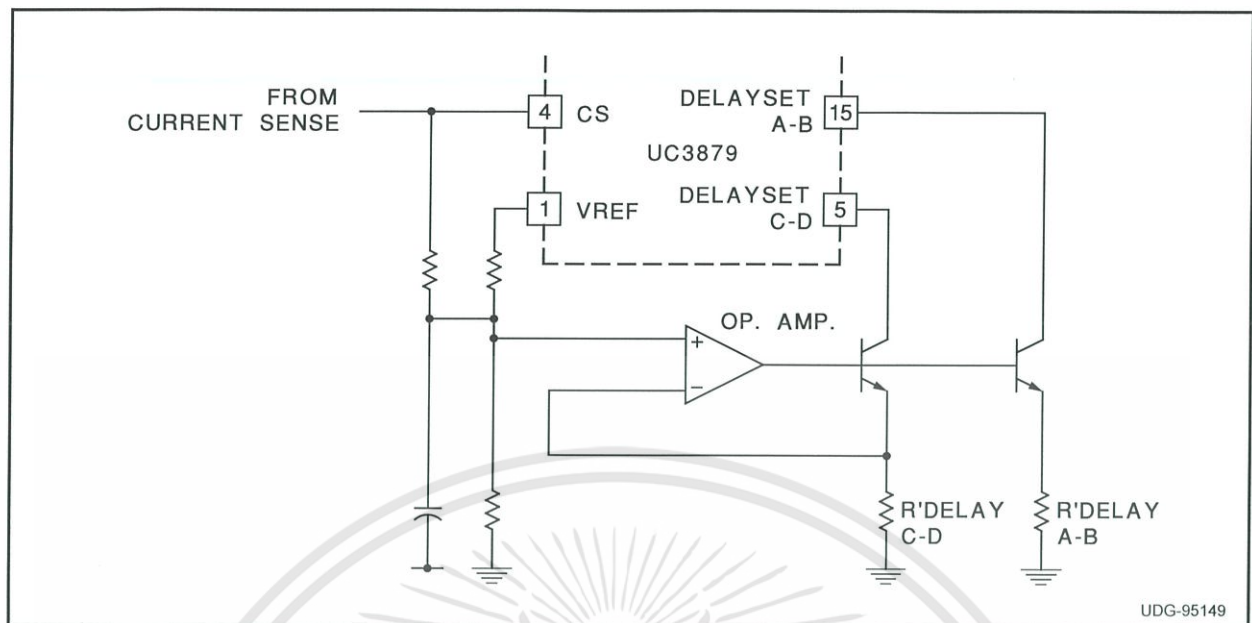 FROM
CURRENT SENSE
4
CS
DELAYSET
A-B
15
UC3879
1
VREF
DELAYSET
C-D
5
OP. AMP.
+
−
R'DELAY
C-D
R'DELAY
A-B
UDG-95149